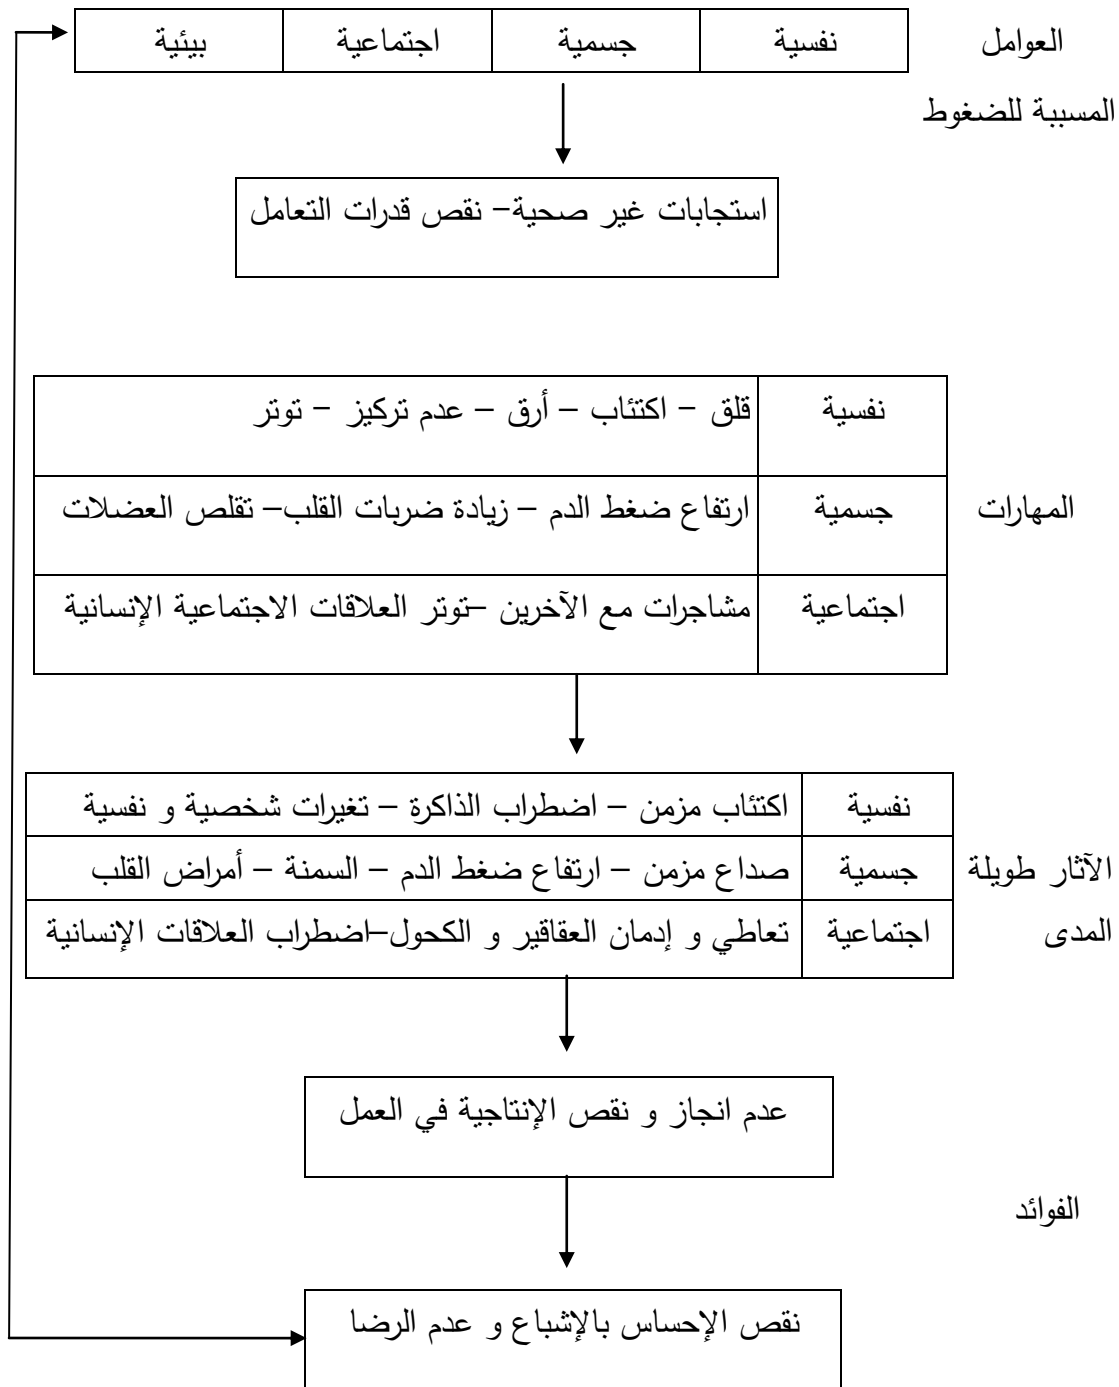 العوامل نفسية جسمية اجتماعية بيئية
المسببة للضغوط
استجابات غير صحية– نقص قدرات التعامل
نفسية قلق – اكتئاب – أرق – عدم تركيز – توتر
المهارات جسمية ارتفاع ضغط الدم – زيادة ضربات القلب– تقلص العضلات
اجتماعية مشاجرات مع الآخرين –توتر العلاقات الاجتماعية الإنسانية
نفسية اكتئاب مزمن – اضطراب الذاكرة – تغيرات شخصية و نفسية
الآثار طويلة جسمية صداع مزمن – ارتفاع ضغط الدم – السمنة – أمراض القلب
المدى اجتماعية تعاطي و إدمان العقاقير و الكحول–اضطراب العلاقات الإنسانية
عدم انجاز و نقص الإنتاجية في العمل
الفوائد
نقص الإحساس بالإشباع و عدم الرضا